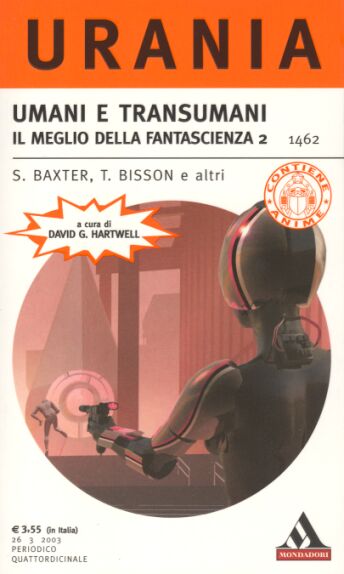 URANIA
UMANI E TRANSUMANI
IL MEGLIO DELLA FANTASCIENZA 2 1462
S. BAXTER, T. BISSON e altri
CONTIENE
ANIME
a cura di
DAVID G. HARTWELL
€ 3,55 (in Italia)
26 3 2003
PERIODICO
QUATTORDICINALE
MONDADORI